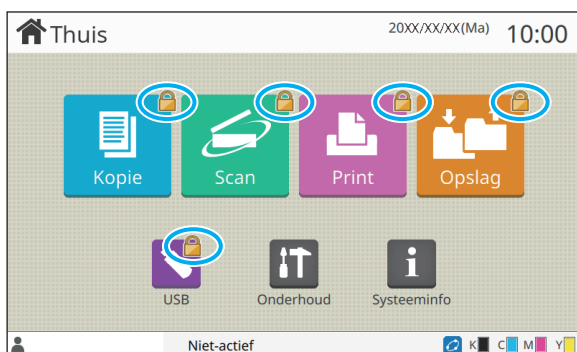 Thuis 20XX/XX/XX(Ma) 10:00
Kopie Scan Print Opslag
USB Onderhoud Systeeminfo
Niet-actief K C M Y